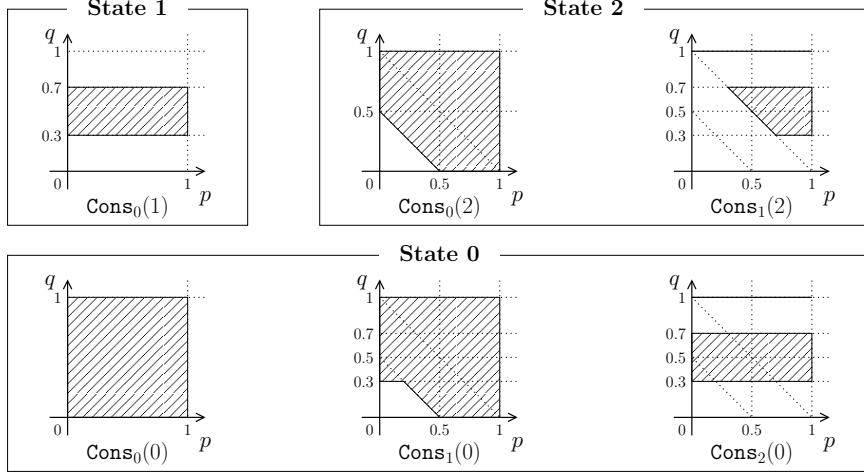 State 1
State 2
q
1
0.7
0.3
0
1
p
Cons₀(1)
q
1
0.5
0
0.5
1
p
Cons₀(2)
q
1
0.7
0.5
0.3
0
0.5
1
p
Cons₁(2)
State 0
q
1
0
1
p
Cons₀(0)
q
1
0.7
0.5
0.3
0
0.5
1
p
Cons₁(0)
q
1
0.7
0.5
0.3
0
0.5
1
p
Cons₂(0)